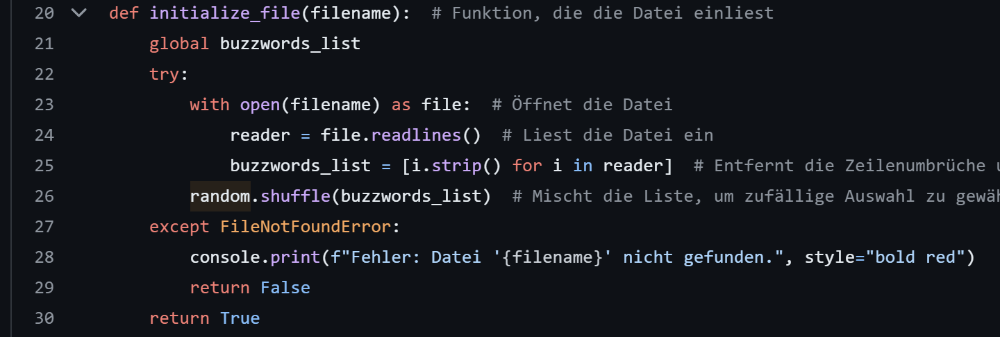 20 def initialize_file(filename):  # Funktion, die die Datei einliest
21     global buzzwords_list
22     try:
23         with open(filename) as file:  # Öffnet die Datei
24             reader = file.readlines()  # Liest die Datei ein
25             buzzwords_list = [i.strip() for i in reader]  # Entfernt die Zeilenumbrüche
26         random.shuffle(buzzwords_list)  # Mischt die Liste, um zufällige Auswahl zu
27     except FileNotFoundError:
28         console.print(f"Fehler: Datei '{filename}' nicht gefunden.", style="bold red")
29         return False
30     return True